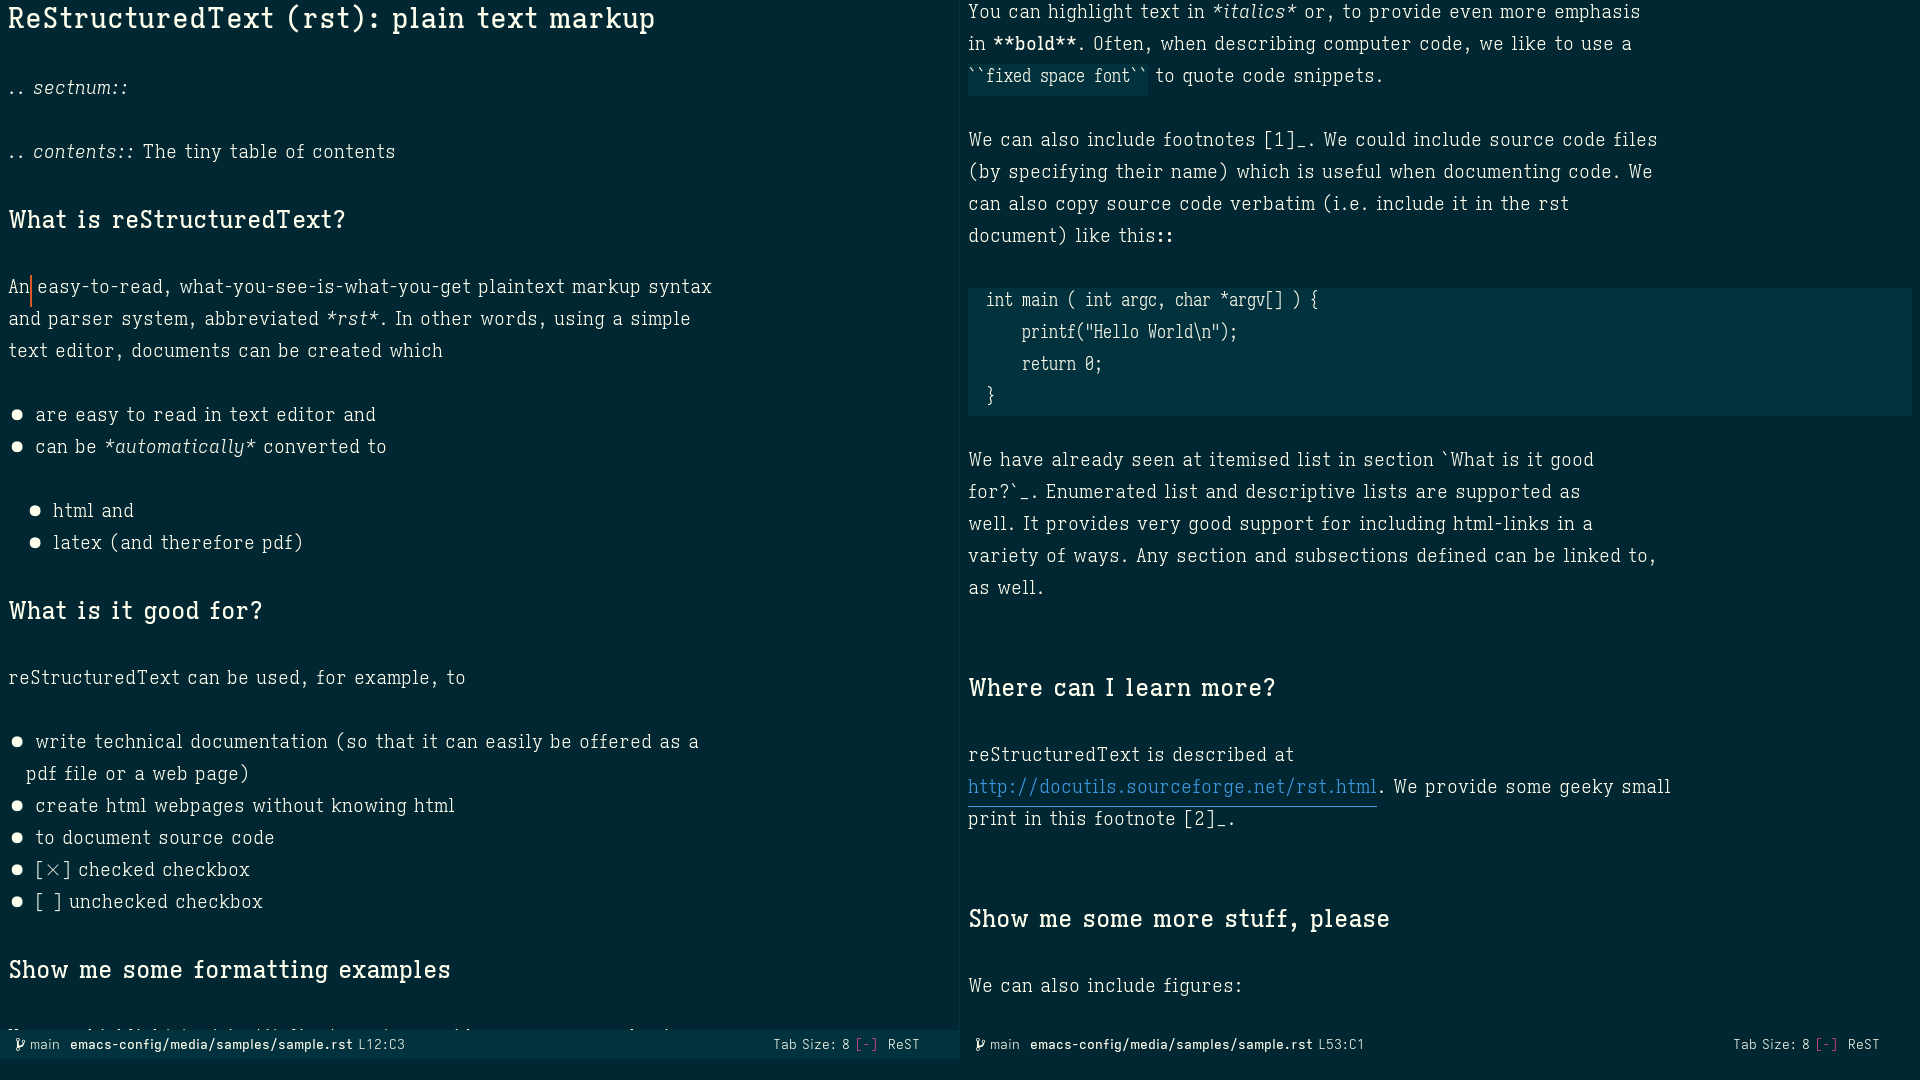 ReStructuredText (rst): plain text markup
.. sectnum::
.. contents:: The tiny table of contents
What is reStructuredText?
An easy-to-read, what-you-see-is-what-you-get plaintext markup syntax
and parser system, abbreviated *rst*. In other words, using a simple
text editor, documents can be created which
● are easy to read in text editor and
● can be *automatically* converted to
● html and
● latex (and therefore pdf)
What is it good for?
reStructuredText can be used, for example, to
● write technical documentation (so that it can easily be offered as a
pdf file or a web page)
● create html webpages without knowing html
● to document source code
● [×] checked checkbox
● [ ] unchecked checkbox
Show me some formatting examples
main emacs-config/media/samples/sample.rst L12:C3 Tab Size: 8 [-] ReST
You can highlight text in *italics* or, to provide even more emphasis
in **bold**. Often, when describing computer code, we like to use a
``fixed space font`` to quote code snippets.
We can also include footnotes [1]_. We could include source code files
(by specifying their name) which is useful when documenting code. We
can also copy source code verbatim (i.e. include it in the rst
document) like this::
int main ( int argc, char *argv[] ) {
printf("Hello World\n");
return 0;
}
We have already seen at itemised list in section `What is it good
for?`_. Enumerated list and descriptive lists are supported as
well. It provides very good support for including html-links in a
variety of ways. Any section and subsections defined can be linked to,
as well.
Where can I learn more?
reStructuredText is described at
http://docutils.sourceforge.net/rst.html. We provide some geeky small
print in this footnote [2]_.
Show me some more stuff, please
We can also include figures:
main emacs-config/media/samples/sample.rst L53:C1 Tab Size: 8 [-] ReST